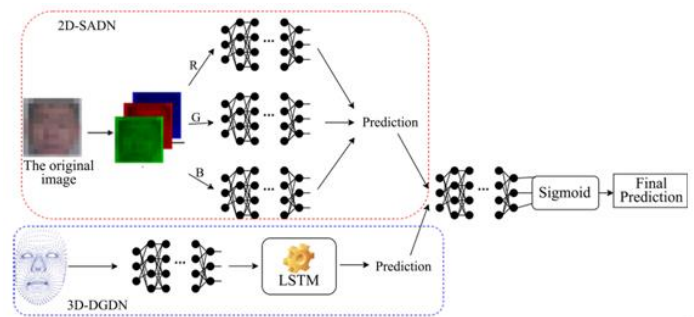 2D-SADN
R
G
B
The original
image
Prediction
Sigmoid
Final
Prediction
LSTM
Prediction
3D-DGDN